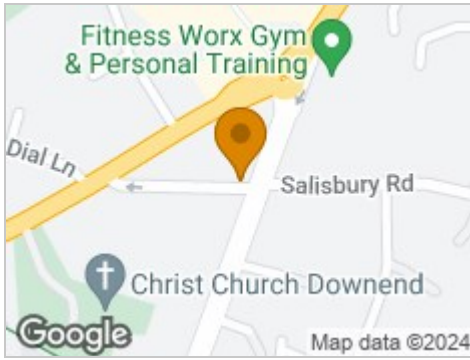 Fitness Worx Gym
& Personal Training
Dial Ln
Salisbury Rd
Christ Church Downend
Google
Map data ©2024